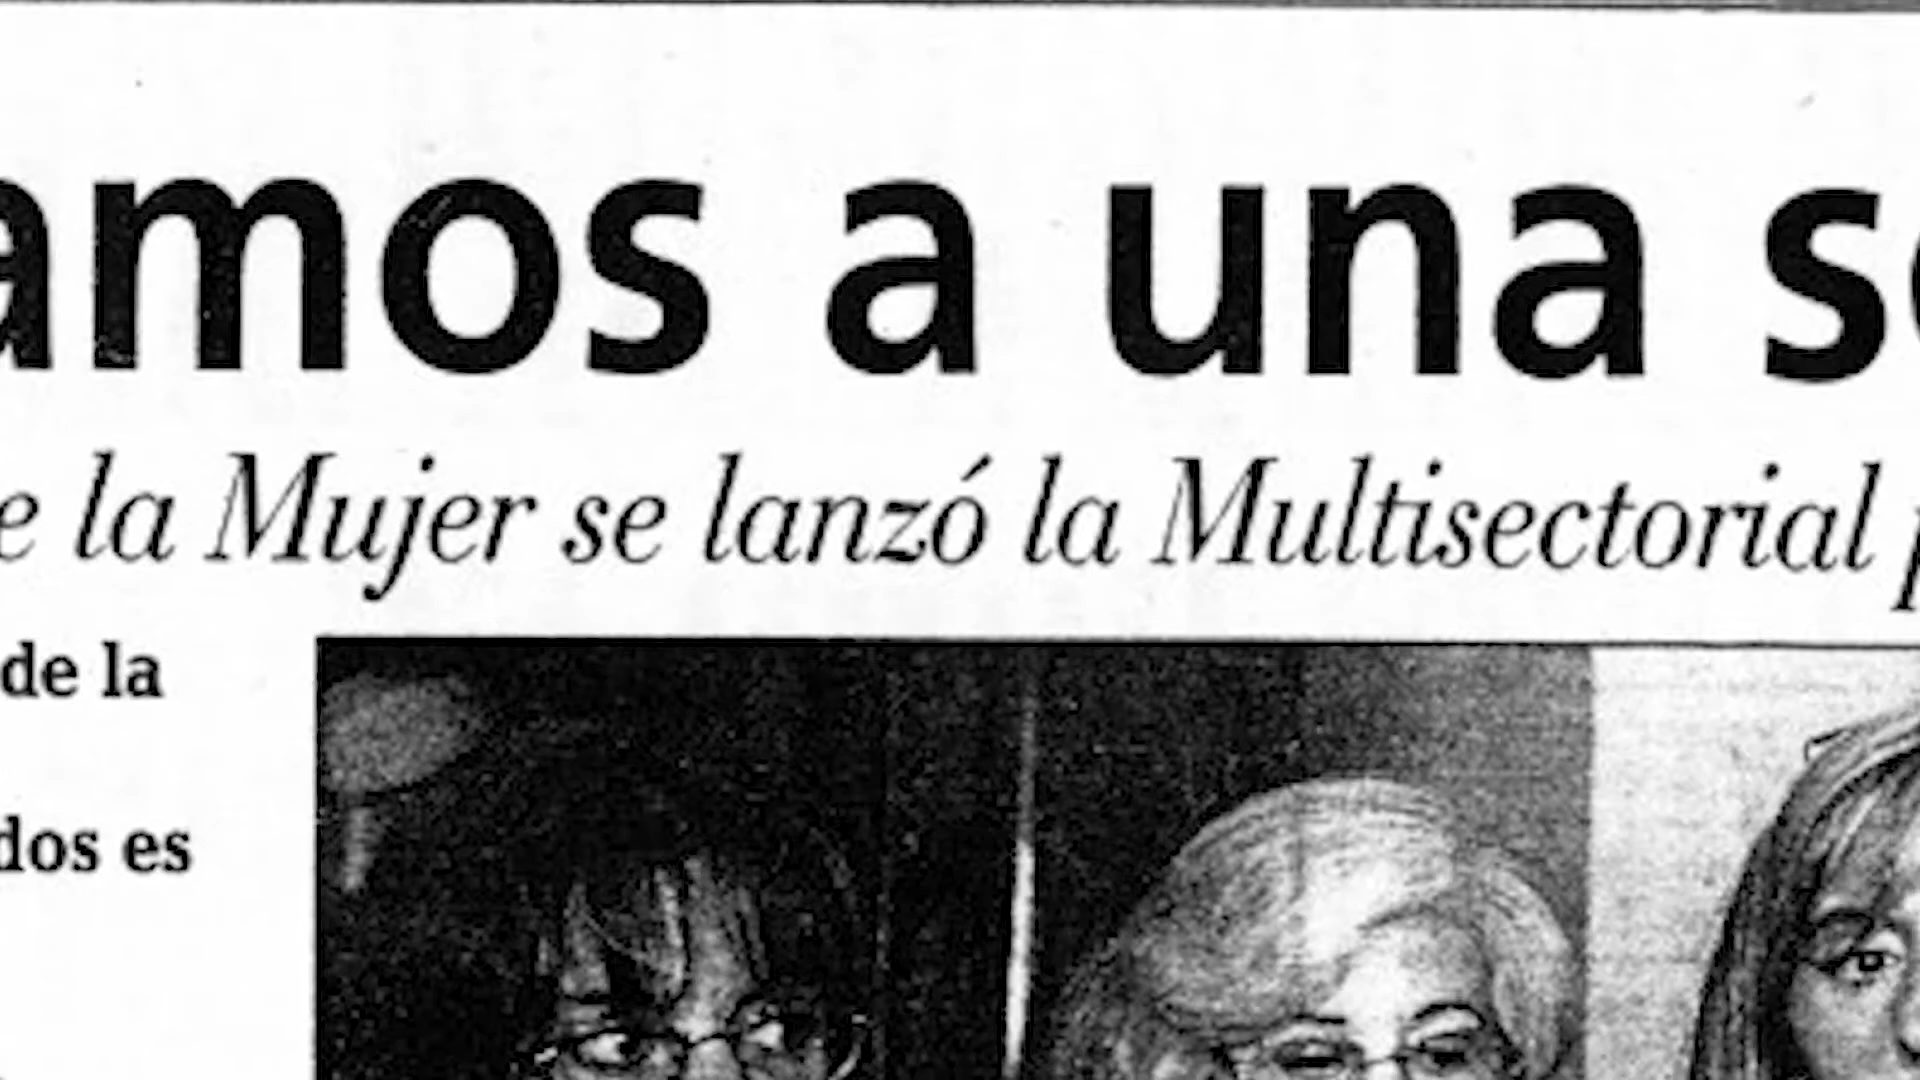 amos a una s
e la Mujer se lanzó la Multisectorial p
de la
dos es